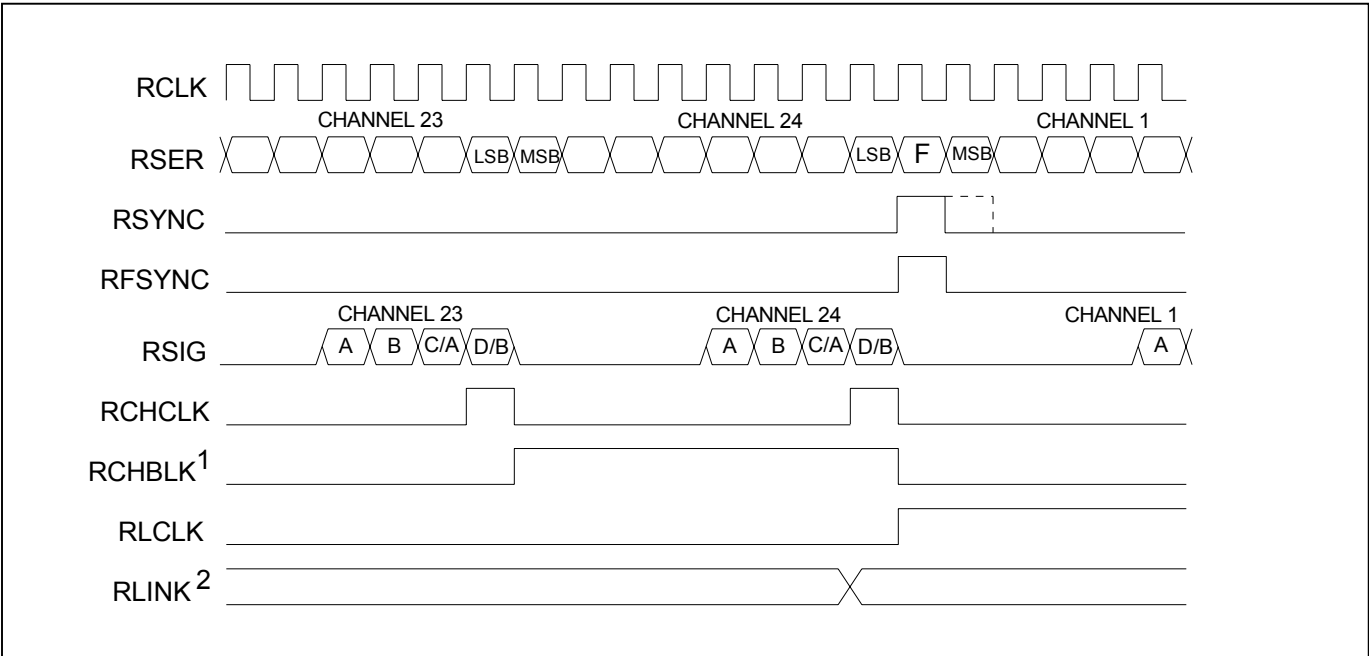 RCLK
CHANNEL 23 CHANNEL 24 CHANNEL 1
RSER LSB MSB LSB F MSB
RSYNC
RFSYNC
CHANNEL 23 CHANNEL 24 CHANNEL 1
RSIG A B C/A D/B A B C/A D/B A
RCHCLK
RCHBLK1
RLCLK
RLINK2